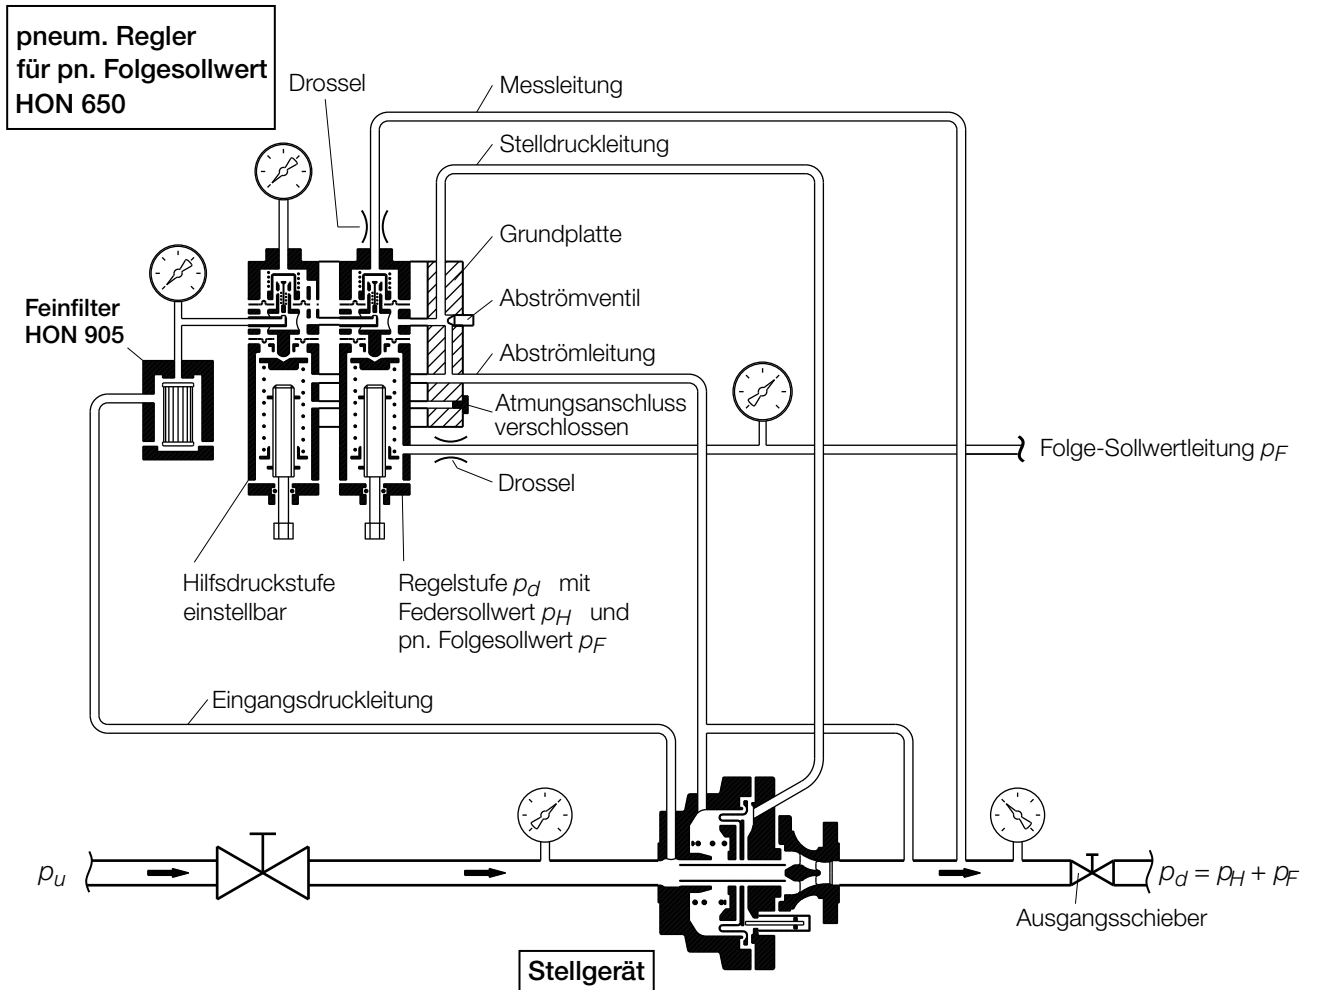 pneum. Regler
für pn. Folgesollwert
HON 650
Drossel
Messleitung
Stelldruckleitung
Grundplatte
Abströmventil
Feinfilter
HON 905
Abströmleitung
Atmungsanschluss
verschlossen
Folge-Sollwertleitung pF
Drossel
Hilfsdruckstufe
einstellbar
Regelstufe pd mit
Federsollwert pH und
pn. Folgesollwert pF
Eingangsdruckleitung
pu
pd = pH + pF
Ausgangsschieber
Stellgerät